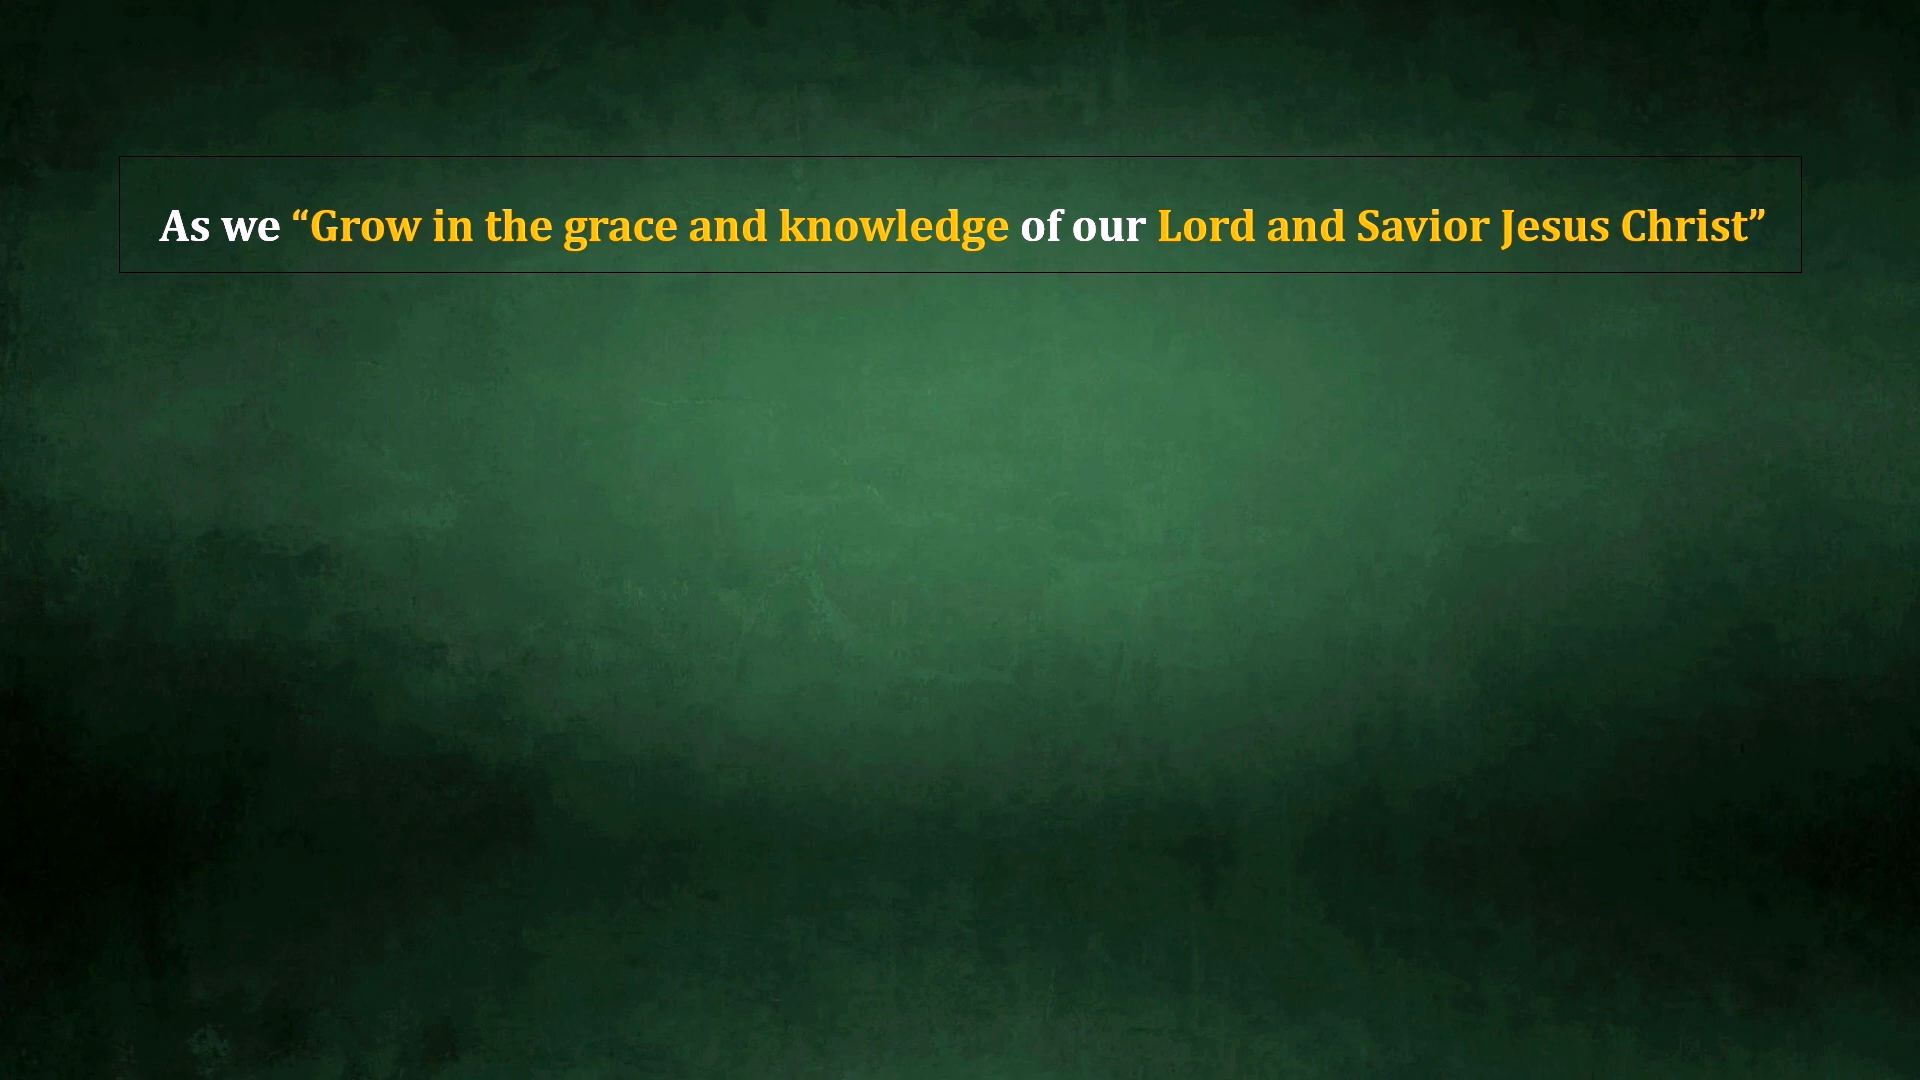 As we “Grow in the grace and knowledge of our Lord and Savior Jesus Christ”